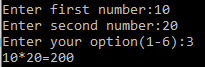 Enter first number:10
Enter second number:20
Enter your option(1-6):3
10*20=200